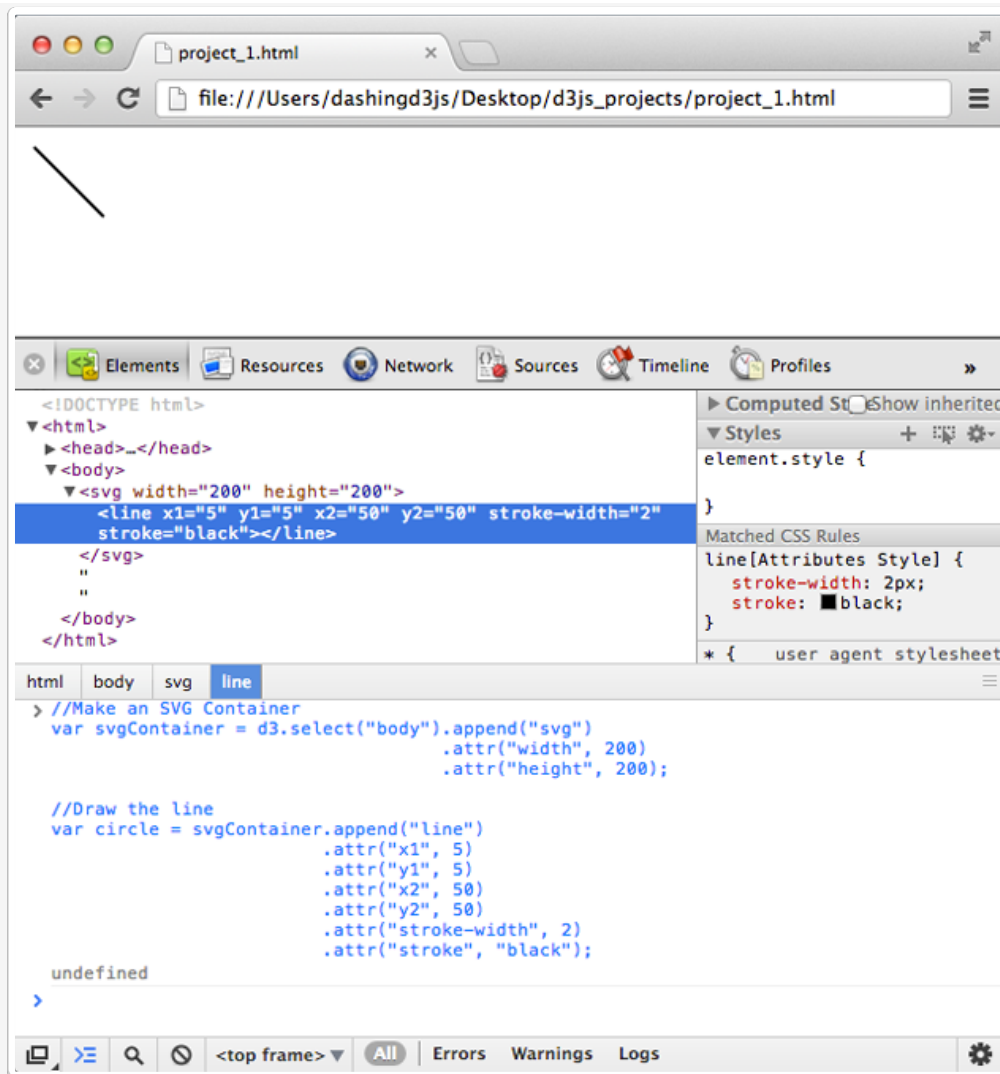 project_1.html
file:///Users/dashingd3js/Desktop/d3js_projects/project_1.html
Elements Resources Network Sources Timeline Profiles »
<!DOCTYPE html>
<html>
<head>…</head>
<body>
<svg width="200" height="200">
<line x1="5" y1="5" x2="50" y2="50" stroke-width="2"
stroke="black"></line>
</svg>
"
"
</body>
</html>
Computed St Show inherited
Styles
element.style {
}
Matched CSS Rules
line[Attributes Style] {
stroke-width: 2px;
stroke: black;
}
* { user agent stylesheet
html body svg line
> //Make an SVG Container
var svgContainer = d3.select("body").append("svg")
.attr("width", 200)
.attr("height", 200);
//Draw the line
var circle = svgContainer.append("line")
.attr("x1", 5)
.attr("y1", 5)
.attr("x2", 50)
.attr("y2", 50)
.attr("stroke-width", 2)
.attr("stroke", "black");
undefined
>
<top frame> All Errors Warnings Logs